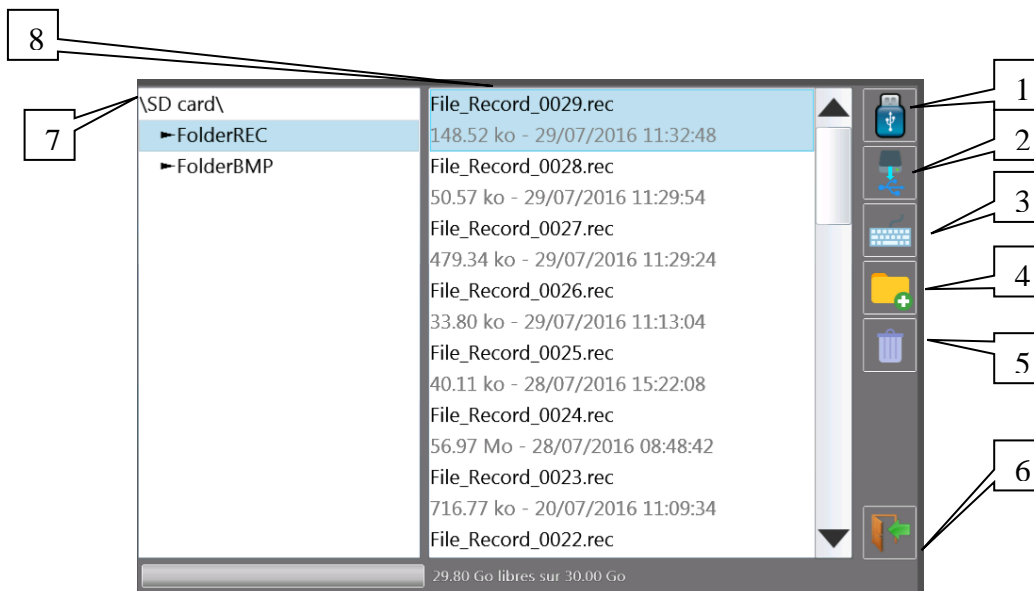 8
7
\SD card\
FolderREC
FolderBMP
File_Record_0029.rec
148.52 ko - 29/07/2016 11:32:48
File_Record_0028.rec
50.57 ko - 29/07/2016 11:29:54
File_Record_0027.rec
479.34 ko - 29/07/2016 11:29:24
File_Record_0026.rec
33.80 ko - 29/07/2016 11:13:04
File_Record_0025.rec
40.11 ko - 28/07/2016 15:22:08
File_Record_0024.rec
56.97 Mo - 28/07/2016 08:48:42
File_Record_0023.rec
716.77 ko - 20/07/2016 11:09:34
File_Record_0022.rec
29.80 Go libres sur 30.00 Go
1
2
3
4
5
6